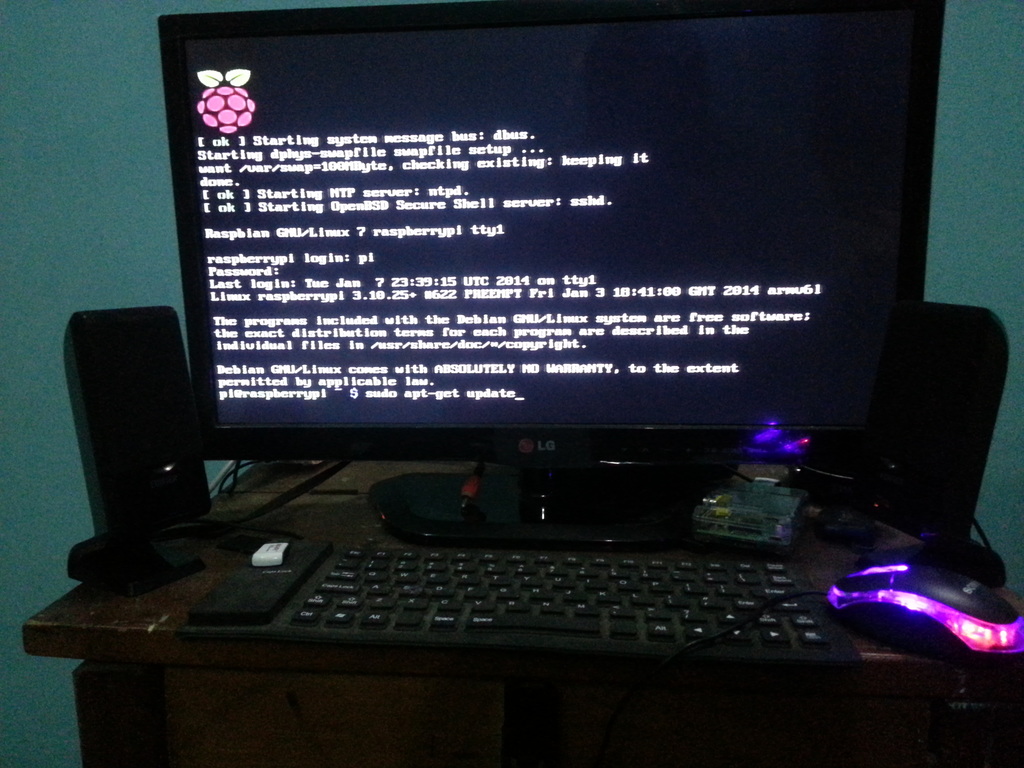 [ ok ] Starting system message bus: dbus.
Starting dphys-swapfile swapfile setup ...
want /var/swap=100MByte, checking existing: keeping it
done.
[ ok ] Starting NTP server: ntpd.
[ ok ] Starting OpenBSD Secure Shell server: sshd.
Raspbian GNU/Linux 7 raspberrypi tty1
raspberrypi login: pi
Password:
Last login: Tue Jan  7 23:39:15 UTC 2014 on tty1
Linux raspberrypi 3.10.25+ #622 PREEMPT Fri Jan 3 18:41:00 GMT 2014 armv6l
The programs included with the Debian GNU/Linux system are free software;
the exact distribution terms for each program are described in the
individual files in /usr/share/doc/*/copyright.
Debian GNU/Linux comes with ABSOLUTELY NO WARRANTY, to the extent
permitted by applicable law.
pi@raspberrypi ~ $ sudo apt-get update_
LG